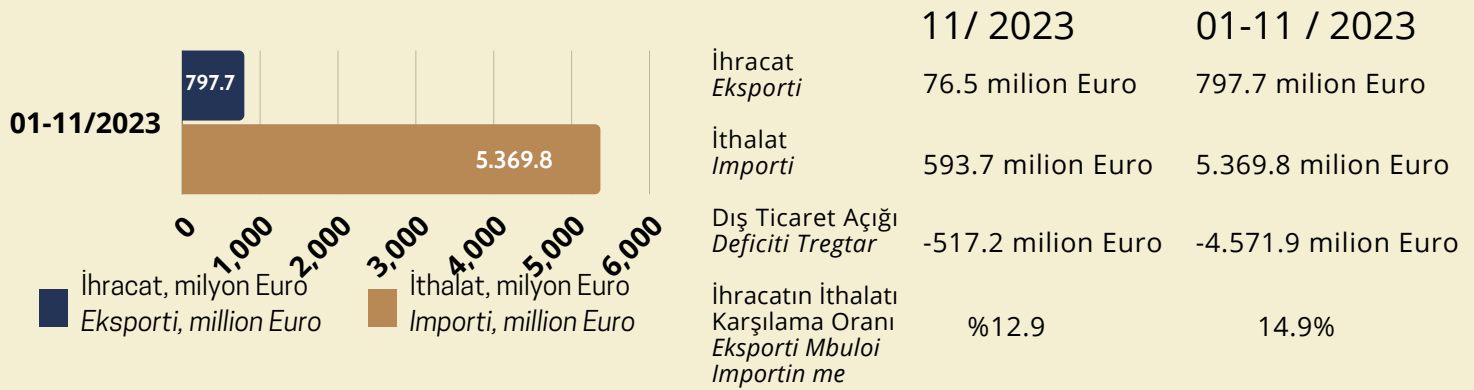 797.7
01-11/2023
5.369.8
0
1,000
2,000
3,000
4,000
5,000
6,000
İhracat, milyon Euro
Eksporti, million Euro
İthalat, milyon Euro
Importi, million Euro
11/ 2023 01-11 / 2023
İhracat
Eksporti
76.5 milion Euro 797.7 milion Euro
İthalat
Importi
593.7 milion Euro 5.369.8 milion Euro
Dış Ticaret Açığı
Deficiti Tregtar
-517.2 milion Euro -4.571.9 milion Euro
İhracatın İthalatı
Karşılama Oranı
Eksporti Mbuloi
Importin me
%12.9 14.9%